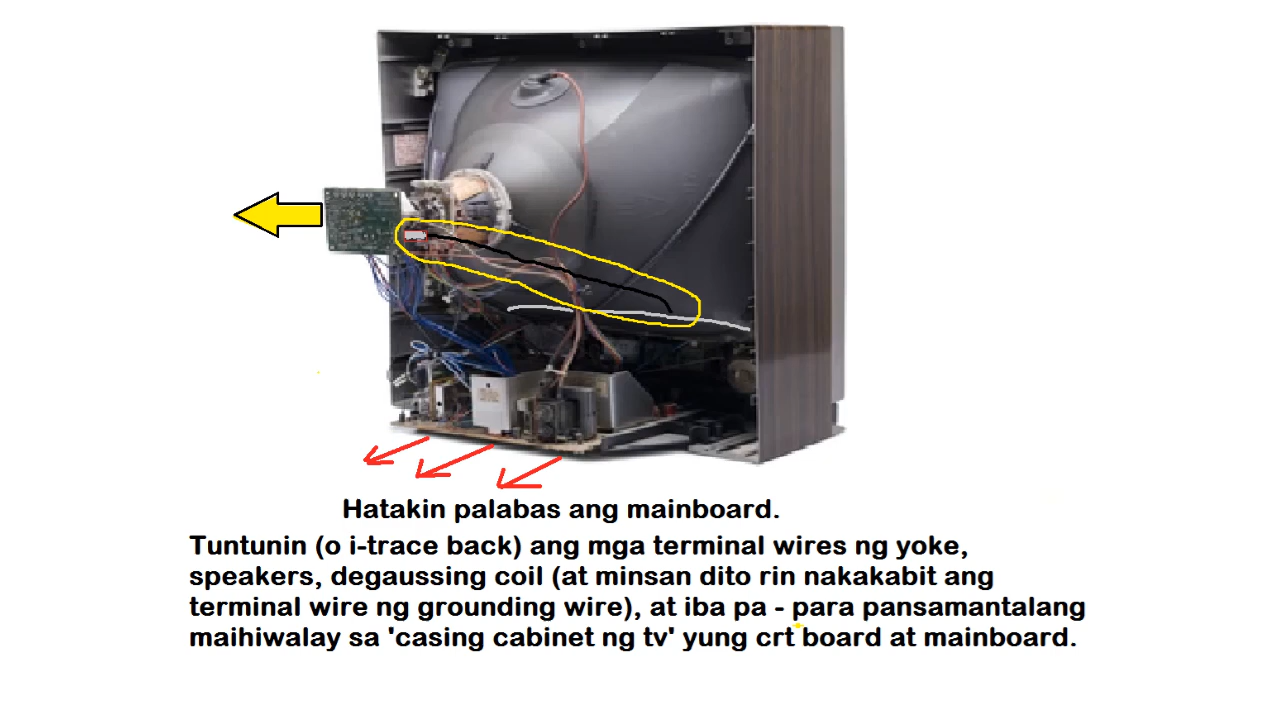 Hatakin palabas ang mainboard.
Tuntunin (o i-trace back) ang mga terminal wires ng yoke,
speakers, degaussing coil (at minsan dito rin nakakabit ang
terminal wire ng grounding wire), at iba pa - para pansamantalang
maihiwalay sa 'casing cabinet ng tv' yung crt board at mainboard.